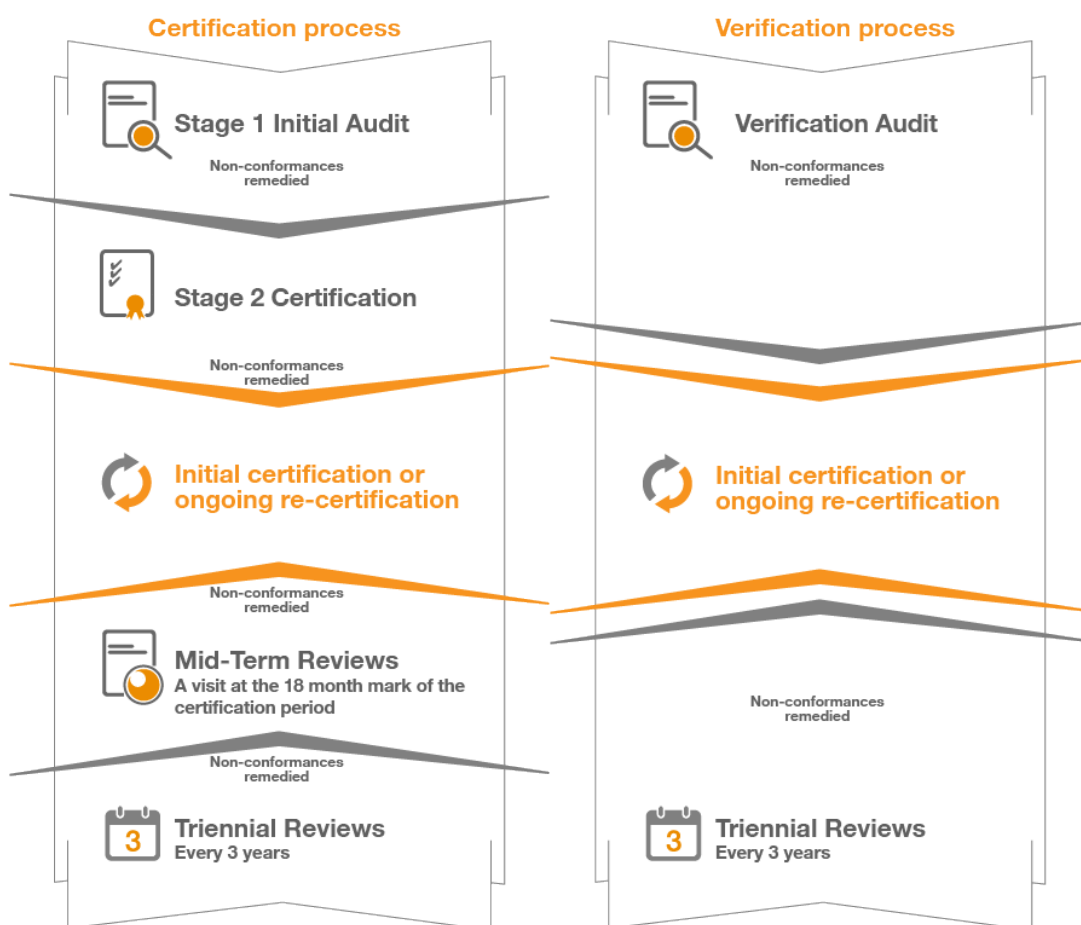 Certification process
Stage 1 Initial Audit
Non-conformances
remedied
Stage 2 Certification
Non-conformances
remedied
Initial certification or
ongoing re-certification
Non-conformances
remedied
Mid-Term Reviews
A visit at the 18 month mark of the
certification period
Non-conformances
remedied
3
Triennial Reviews
Every 3 years
Verification process
Verification Audit
Non-conformances
remedied
Initial certification or
ongoing re-certification
Non-conformances
remedied
3
Triennial Reviews
Every 3 years